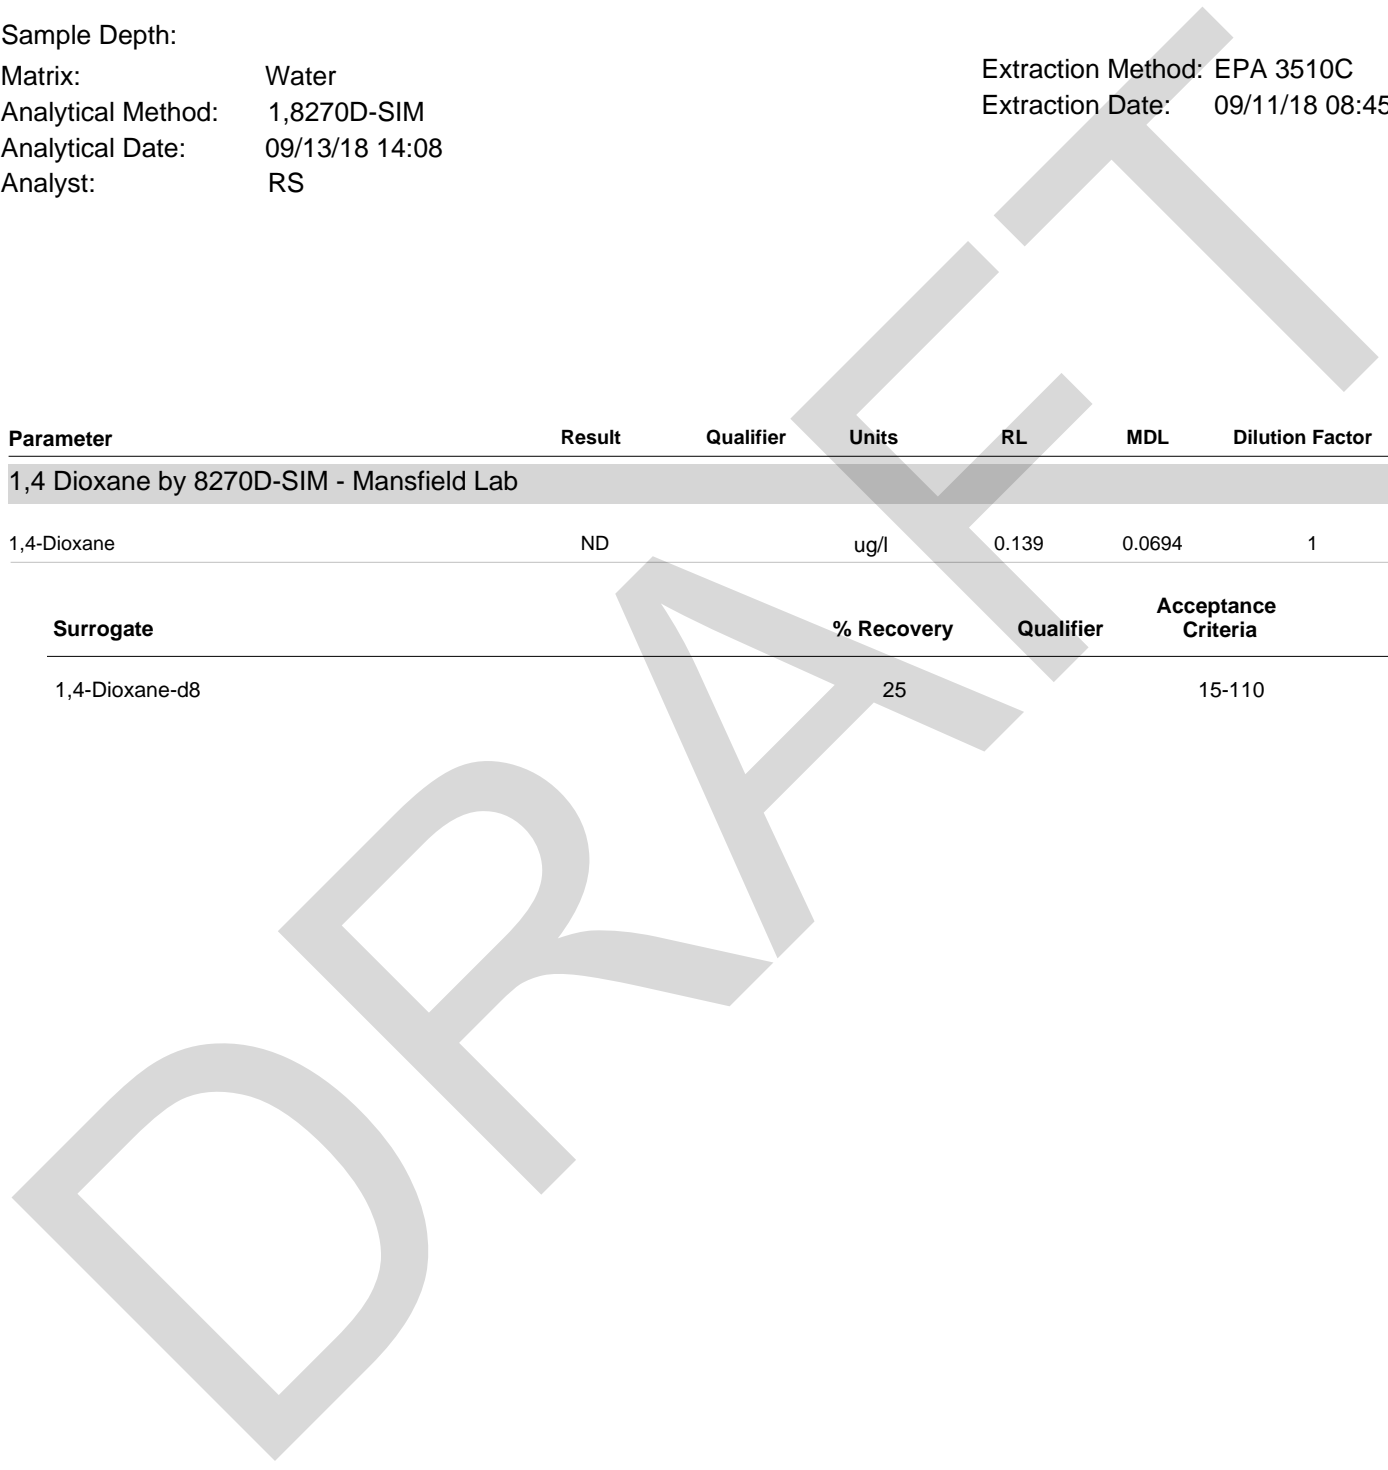 Sample Depth:
Matrix: Water
Extraction Method: EPA 3510C
Analytical Method: 1,8270D-SIM
Extraction Date: 09/11/18 08:45
Analytical Date: 09/13/18 14:08
Analyst: RS
Parameter Result Qualifier Units RL MDL Dilution Factor
1,4 Dioxane by 8270D-SIM - Mansfield Lab
1,4-Dioxane ND ug/l 0.139 0.0694 1
Surrogate % Recovery Qualifier Acceptance Criteria
1,4-Dioxane-d8 25 15-110
DRAFT